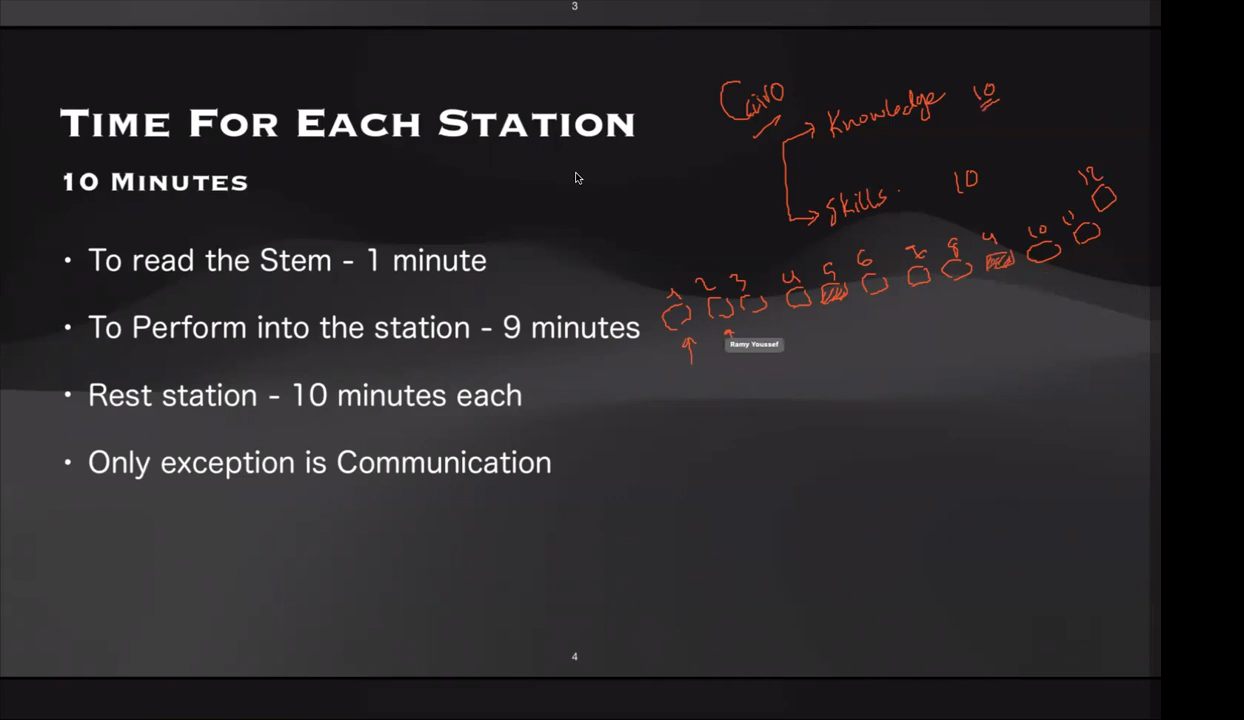 3
TIME FOR EACH STATION
10 MINUTES
• To read the Stem - 1 minute
• To Perform into the station - 9 minutes
• Rest station - 10 minutes each
• Only exception is Communication
Cairo
Knowledge 10
Skills 10
1 2 3 4 5 6 7 8 9 10 11 12
Ramy Youssef
4